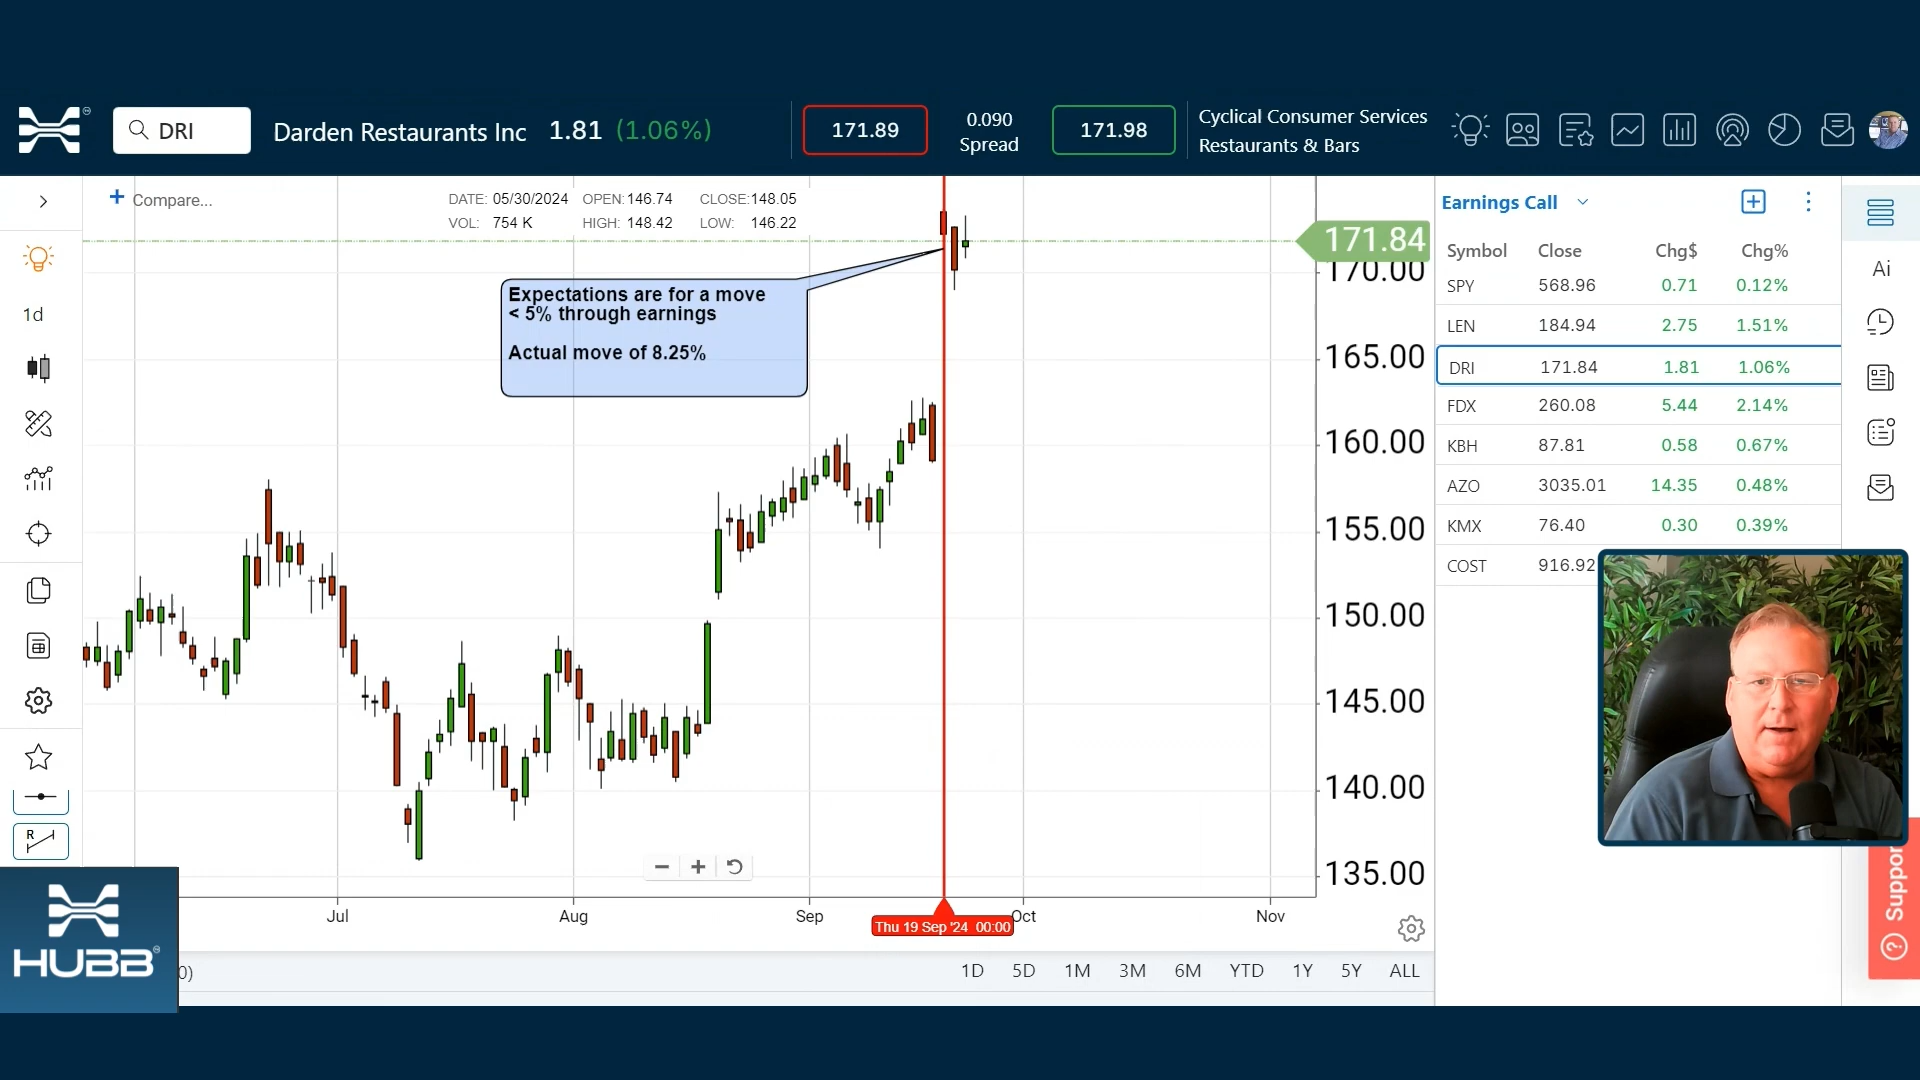 DRI
Darden Restaurants Inc 1.81 (1.06%)
171.89
0.090
Spread
171.98
Cyclical Consumer Services
Restaurants & Bars
Compare...
DATE: 05/30/2024 OPEN: 146.74 CLOSE: 148.05
VOL: 754 K HIGH: 148.42 LOW: 146.22
1d
Expectations are for a move
< 5% through earnings
Actual move of 8.25%
171.84
170.00
165.00
160.00
155.00
150.00
145.00
140.00
135.00
Jul
Aug
Sep
Oct
Nov
Thu 19 Sep '24 00:00
1D 5D 1M 3M 6M YTD 1Y 5Y ALL
0)
R
HUBB
Earnings Call
Symbol Close Chg$ Chg%
SPY 568.96 0.71 0.12%
LEN 184.94 2.75 1.51%
DRI 171.84 1.81 1.06%
FDX 260.08 5.44 2.14%
KBH 87.81 0.58 0.67%
AZO 3035.01 14.35 0.48%
KMX 76.40 0.30 0.39%
COST 916.92
Ai
Suppor